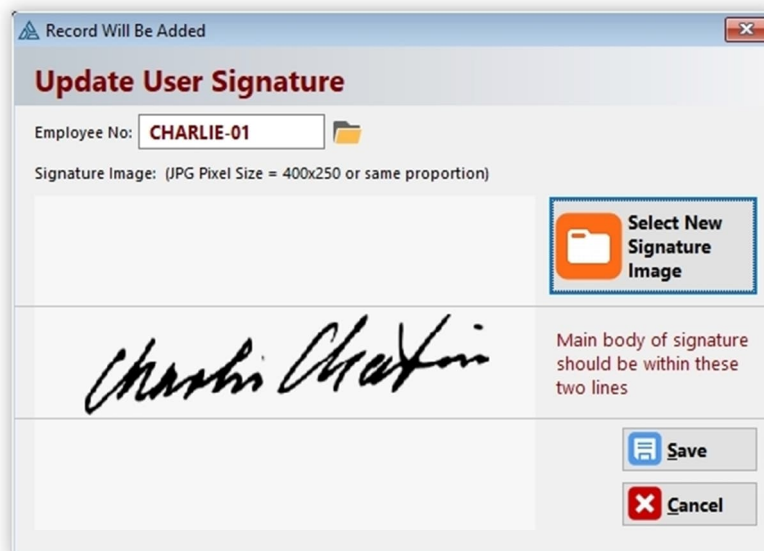 Record Will Be Added
Update User Signature
Employee No: CHARLIE-01
Signature Image: (JPG Pixel Size = 400x250 or same proportion)
Select New
Signature
Image
Charlie Chaplin
Main body of signature
should be within these
two lines
Save
Cancel